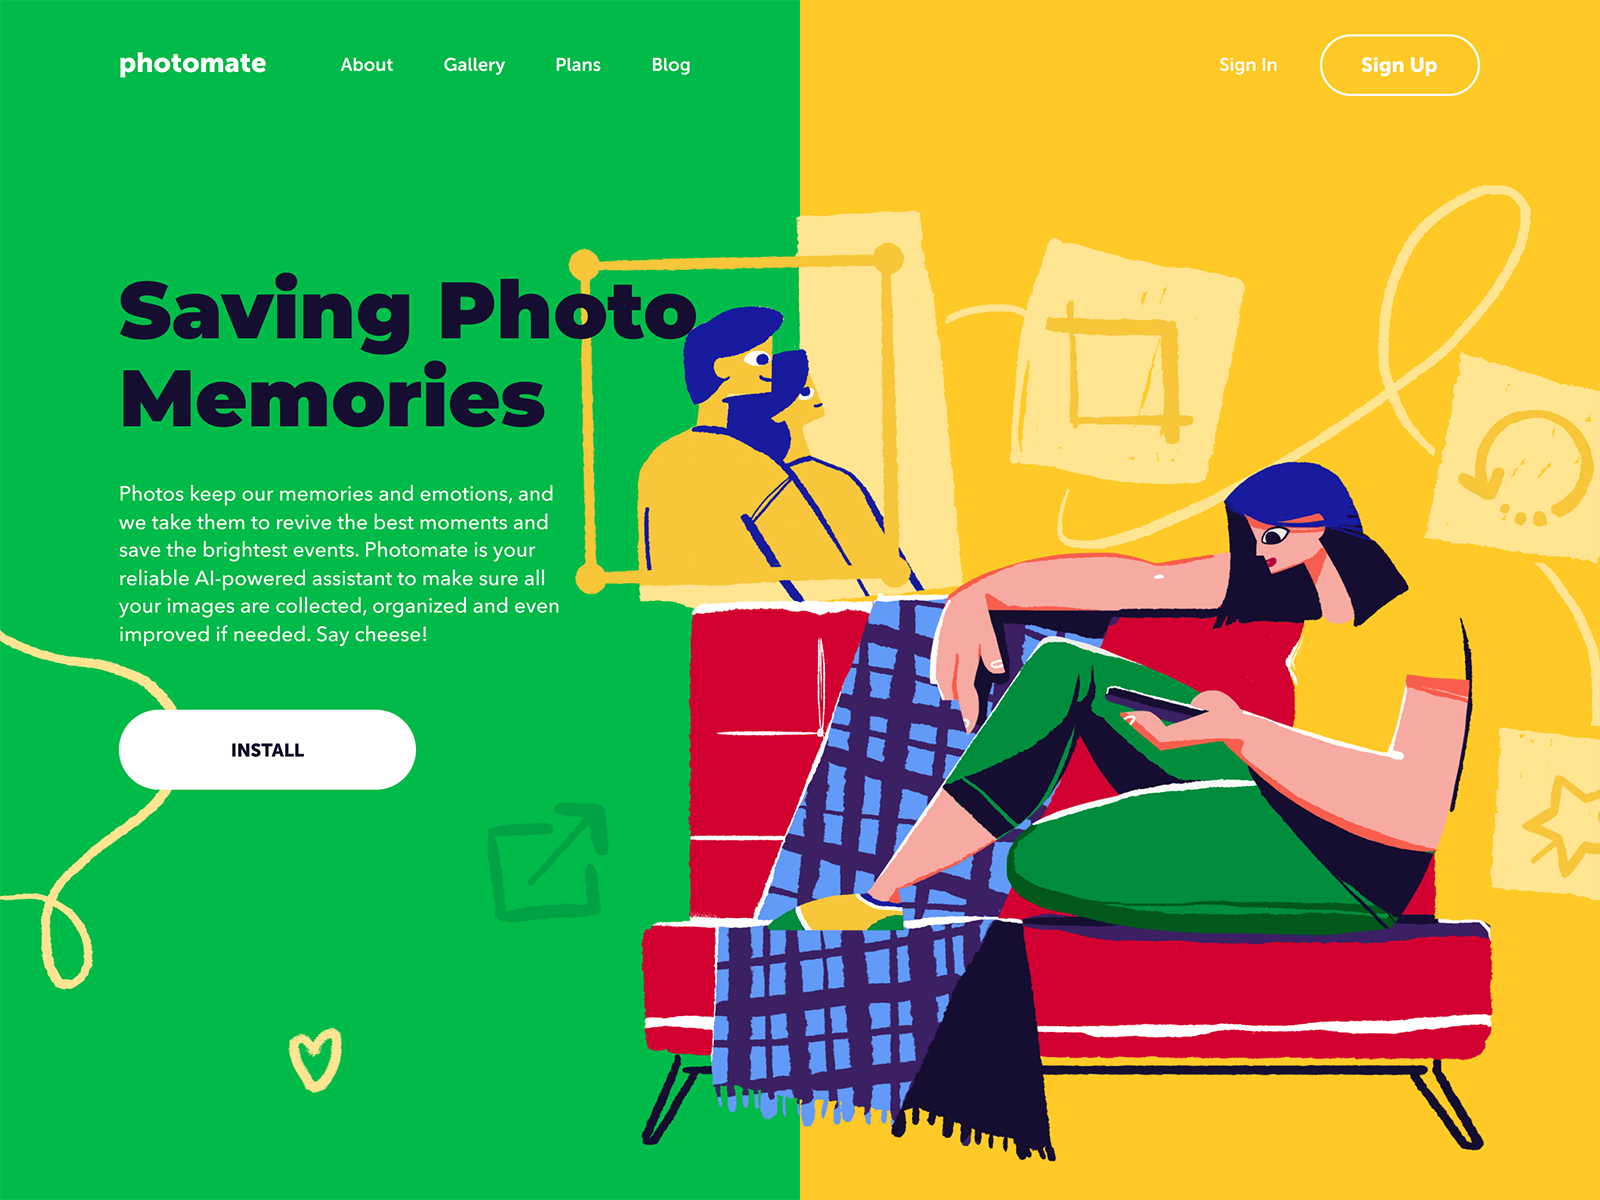 photomate
About
Gallery
Plans
Blog
Sign In
Sign Up
Saving Photo
Memories
Photos keep our memories and emotions, and
we take them to revive the best moments and
save the brightest events. Photomate is your
reliable AI-powered assistant to make sure all
your images are collected, organized and even
improved if needed. Say cheese!
INSTALL